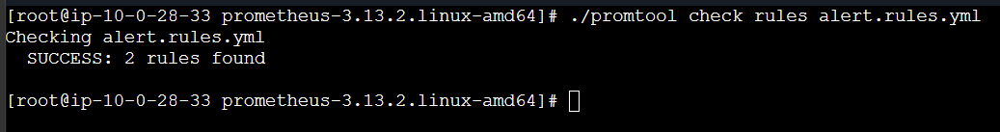 [root@ip-10-0-28-33 prometheus-3.13.2.linux-amd64]# ./promtool check rules alert.rules.yml
Checking alert.rules.yml
  SUCCESS: 2 rules found

[root@ip-10-0-28-33 prometheus-3.13.2.linux-amd64]#